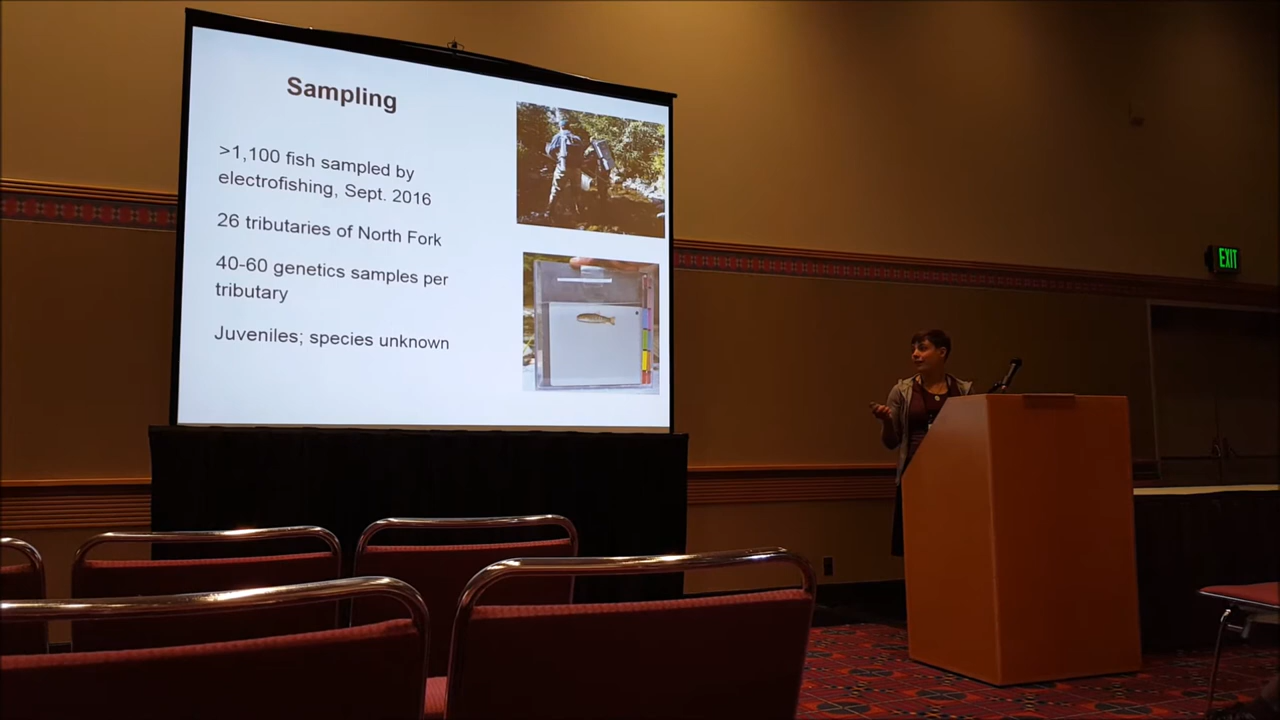 Sampling
>1,100 fish sampled by
electrofishing, Sept. 2016
26 tributaries of North Fork
40-60 genetics samples per
tributary
Juveniles; species unknown
EXIT